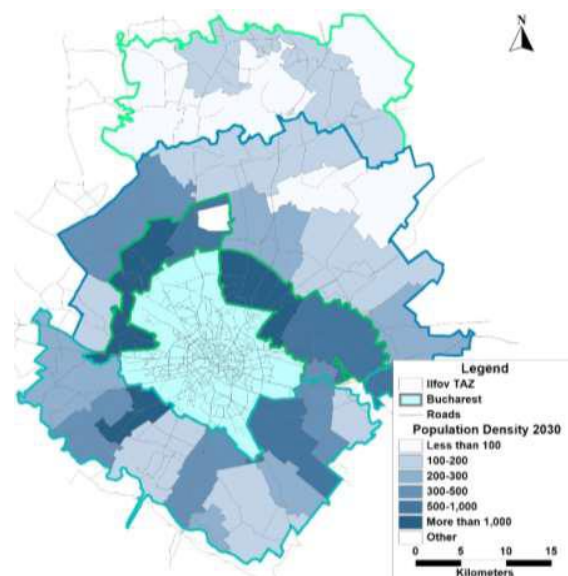 N
Legend
Ilfov TAZ
Bucharest
Roads
Population Density 2030
Less than 100
100-200
200-300
300-500
500-1,000
More than 1,000
Other
0 5 10 15
Kilometers